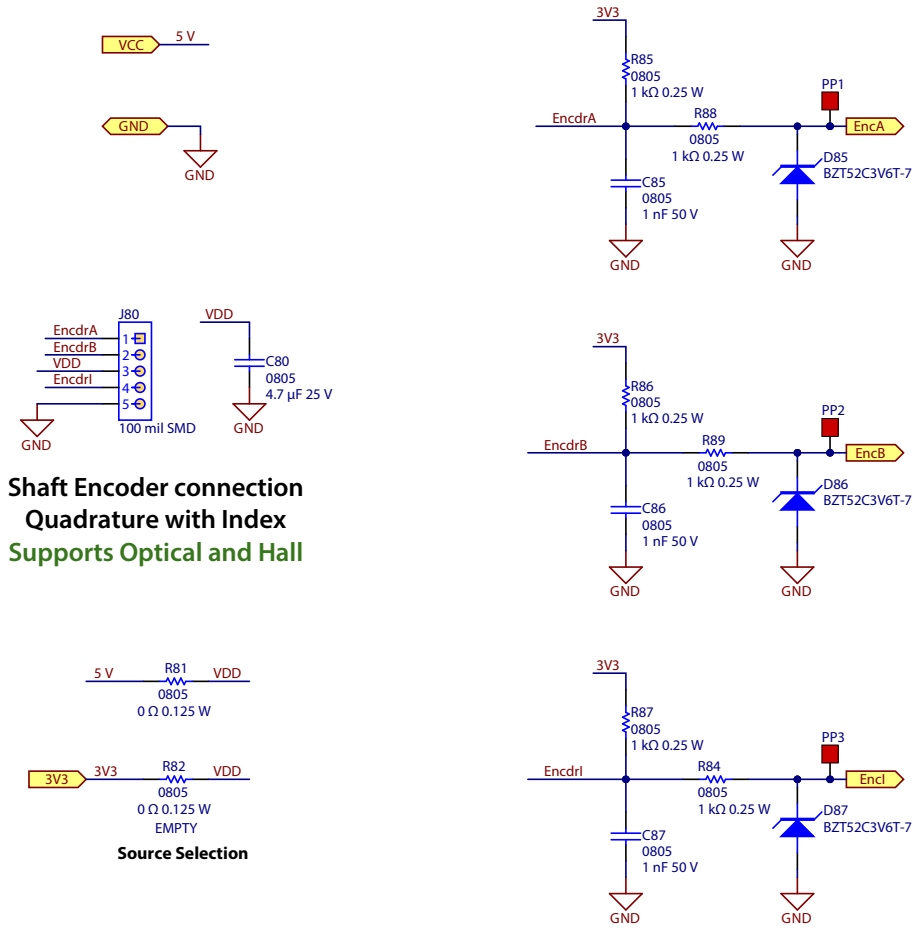 VCC
5 V
GND
GND
J80
EncdrA
EncdrB
VDD
EncdrI
1
2
3
4
5
GND
100 mil SMD
VDD
C80
0805
4.7 µF 25 V
GND
Shaft Encoder connection
Quadrature with Index
Supports Optical and Hall
5 V
R81
VDD
0805
0 Ω 0.125 W
3V3
3V3
R82
VDD
0805
0 Ω 0.125 W
EMPTY
Source Selection
3V3
R85
0805
1 kΩ 0.25 W
EncdrA
R88
0805
1 kΩ 0.25 W
PP1
EncA
C85
0805
1 nF 50 V
D85
BZT52C3V6T-7
GND
GND
3V3
R86
0805
1 kΩ 0.25 W
EncdrB
R89
0805
1 kΩ 0.25 W
PP2
EncB
C86
0805
1 nF 50 V
D86
BZT52C3V6T-7
GND
GND
3V3
R87
0805
1 kΩ 0.25 W
EncdrI
R84
0805
1 kΩ 0.25 W
PP3
EncI
C87
0805
1 nF 50 V
D87
BZT52C3V6T-7
GND
GND